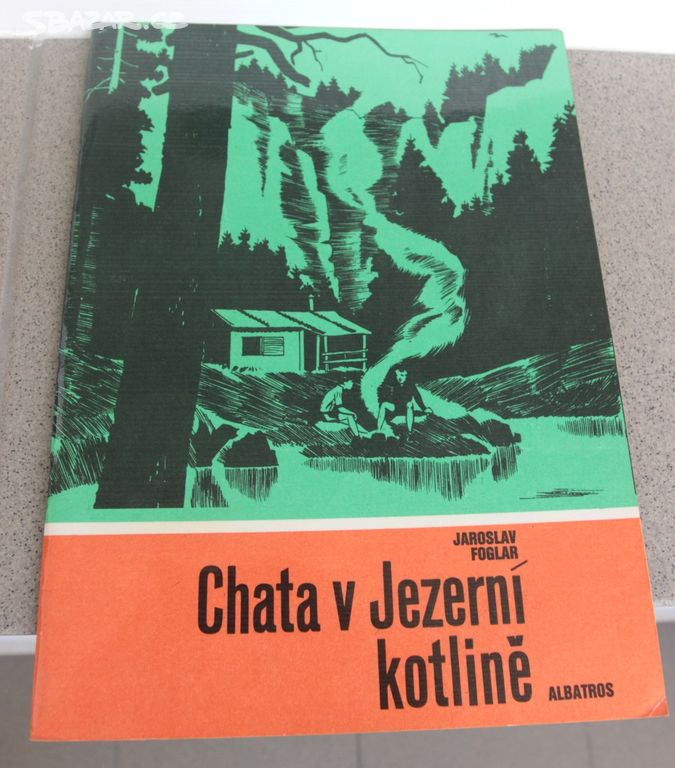 SBAZAR.CZ
JAROSLAV
FOGLAR
Chata v Jezerní
kotlině
ALBATROS